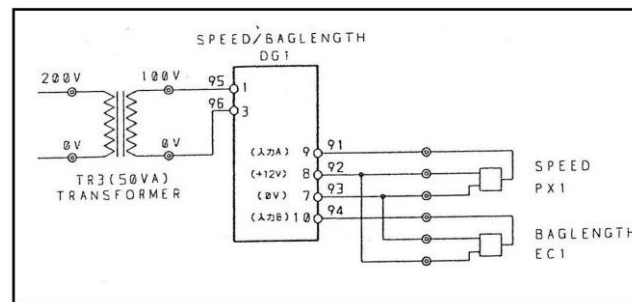 SPEED/BAGLENGTH
DG1
200V
100V
95
1
96
3
0V
0V
TR3(50VA)
TRANSFORMER
(入力A) 9 91
(+12V) 8 92
(0V) 7 93
(入力B) 10 94
SPEED
PX1
BAGLENGTH
EC1